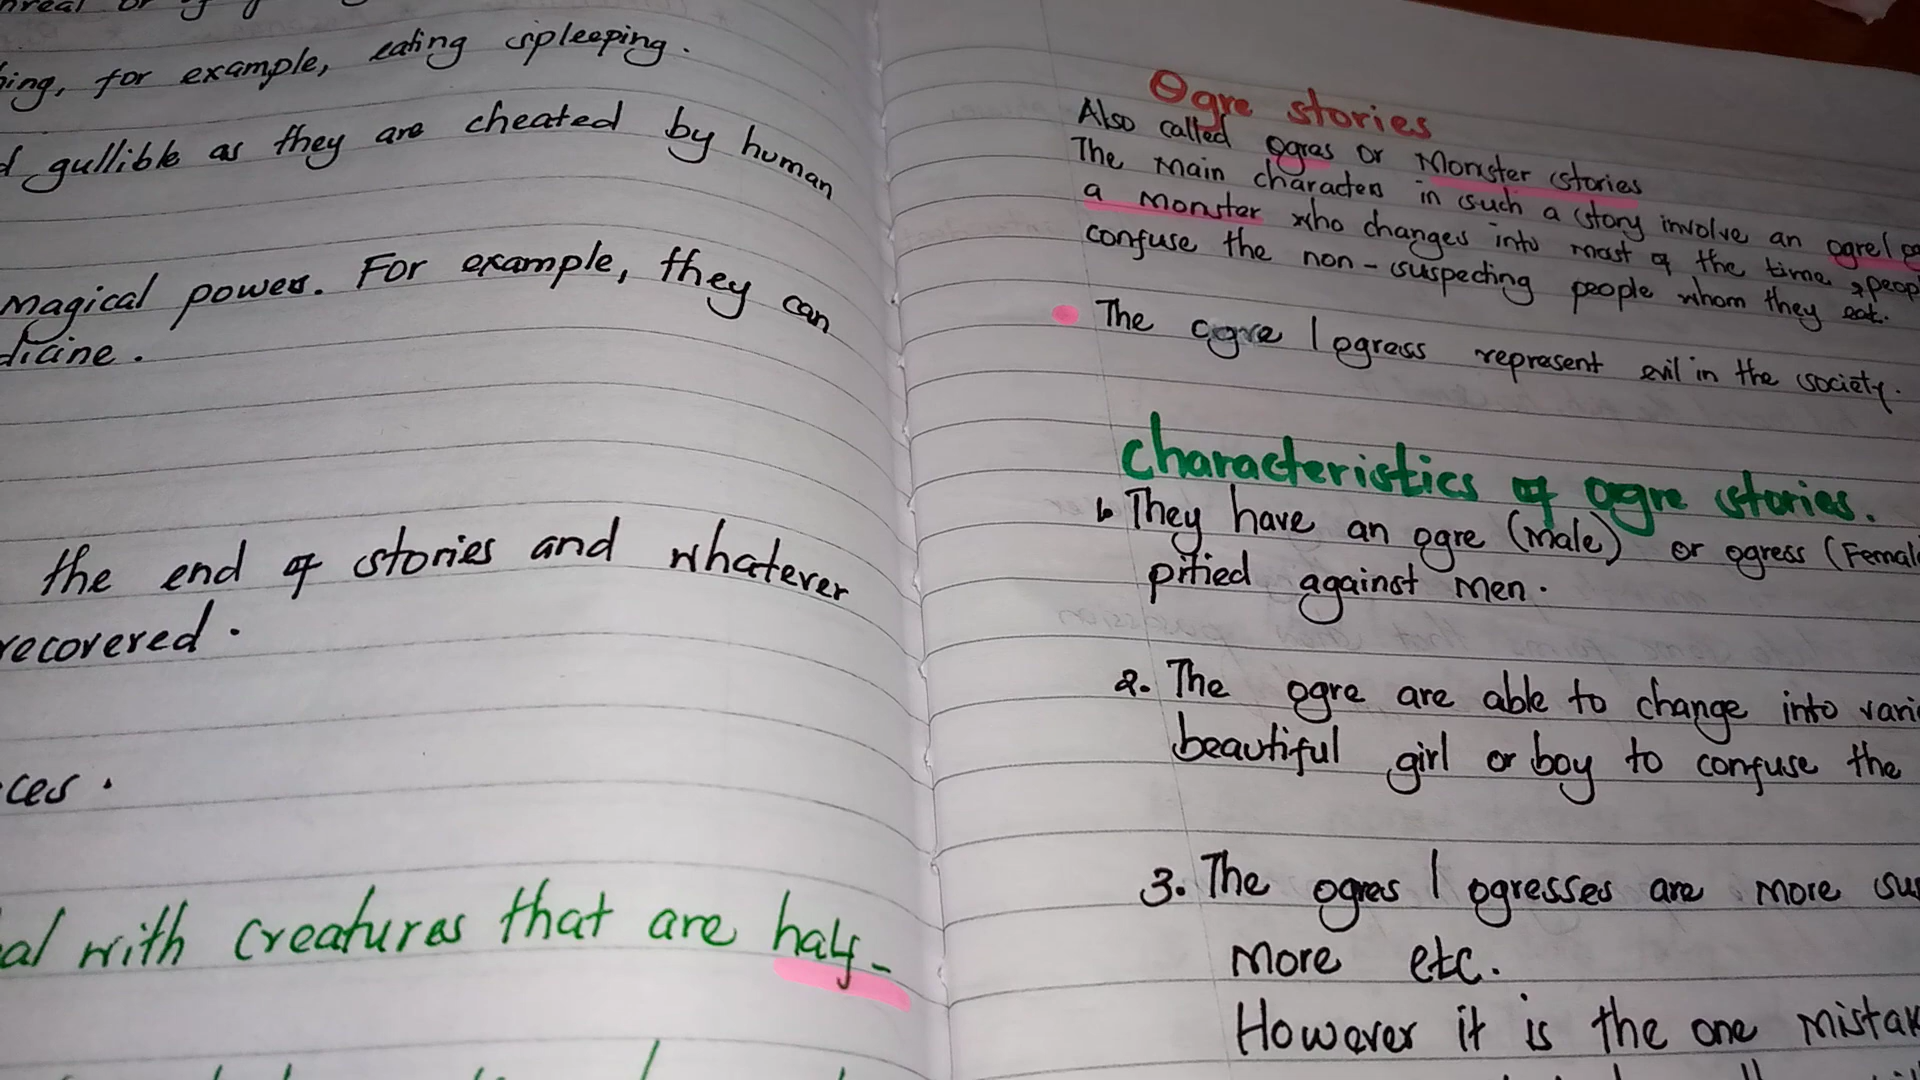 hing, for example, eating sleeping.
gullible as they are cheated by human
magical power. For example, they can
dicine.
the end of stories and whatever
recovered.
ces.
al with creatures that are half-
Ogre stories
Also called ogres or Monster stories
The main characters in such a story involve an ogre/
a monster who changes into most of the time, peop
confuse the non-suspecting people whom they eat.
The ogre / ogress represent evil in the society.
Characteristics of ogre stories.
1. They have an ogre (male) or ogress (Female
pitied against men.
2. The ogre are able to change into vari
beautiful girl or boy to confuse the
3. The ogres / ogresses are more su
more etc.
However it is the one mistak